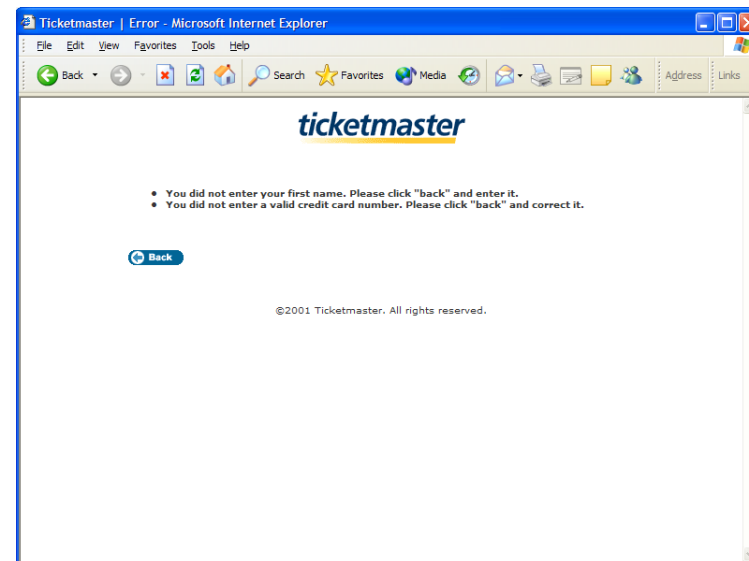 Ticketmaster | Error - Microsoft Internet Explorer
File Edit View Favorites Tools Help
Back Search Favorites Media Address Links
ticketmaster
• You did not enter your first name. Please click "back" and enter it.
• You did not enter a valid credit card number. Please click "back" and correct it.
Back
©2001 Ticketmaster. All rights reserved.